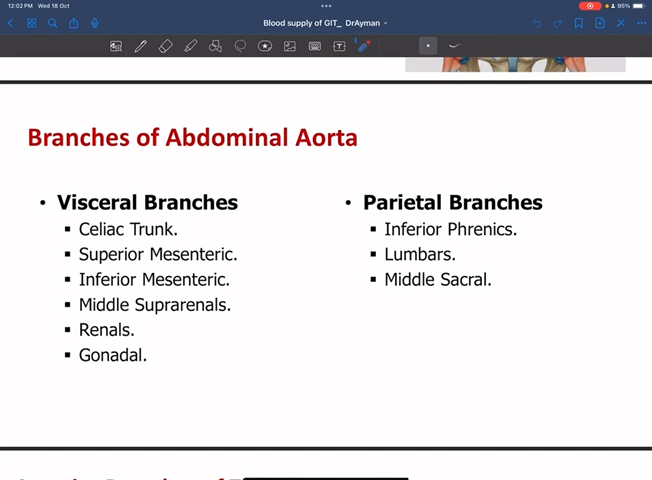 12:02 PM Wed 18 Oct
95%
Blood supply of GIT_ DrAyman
Branches of Abdominal Aorta
• Visceral Branches
▪ Celiac Trunk.
▪ Superior Mesenteric.
▪ Inferior Mesenteric.
▪ Middle Suprarenals.
▪ Renals.
▪ Gonadal.
• Parietal Branches
▪ Inferior Phrenics.
▪ Lumbars.
▪ Middle Sacral.